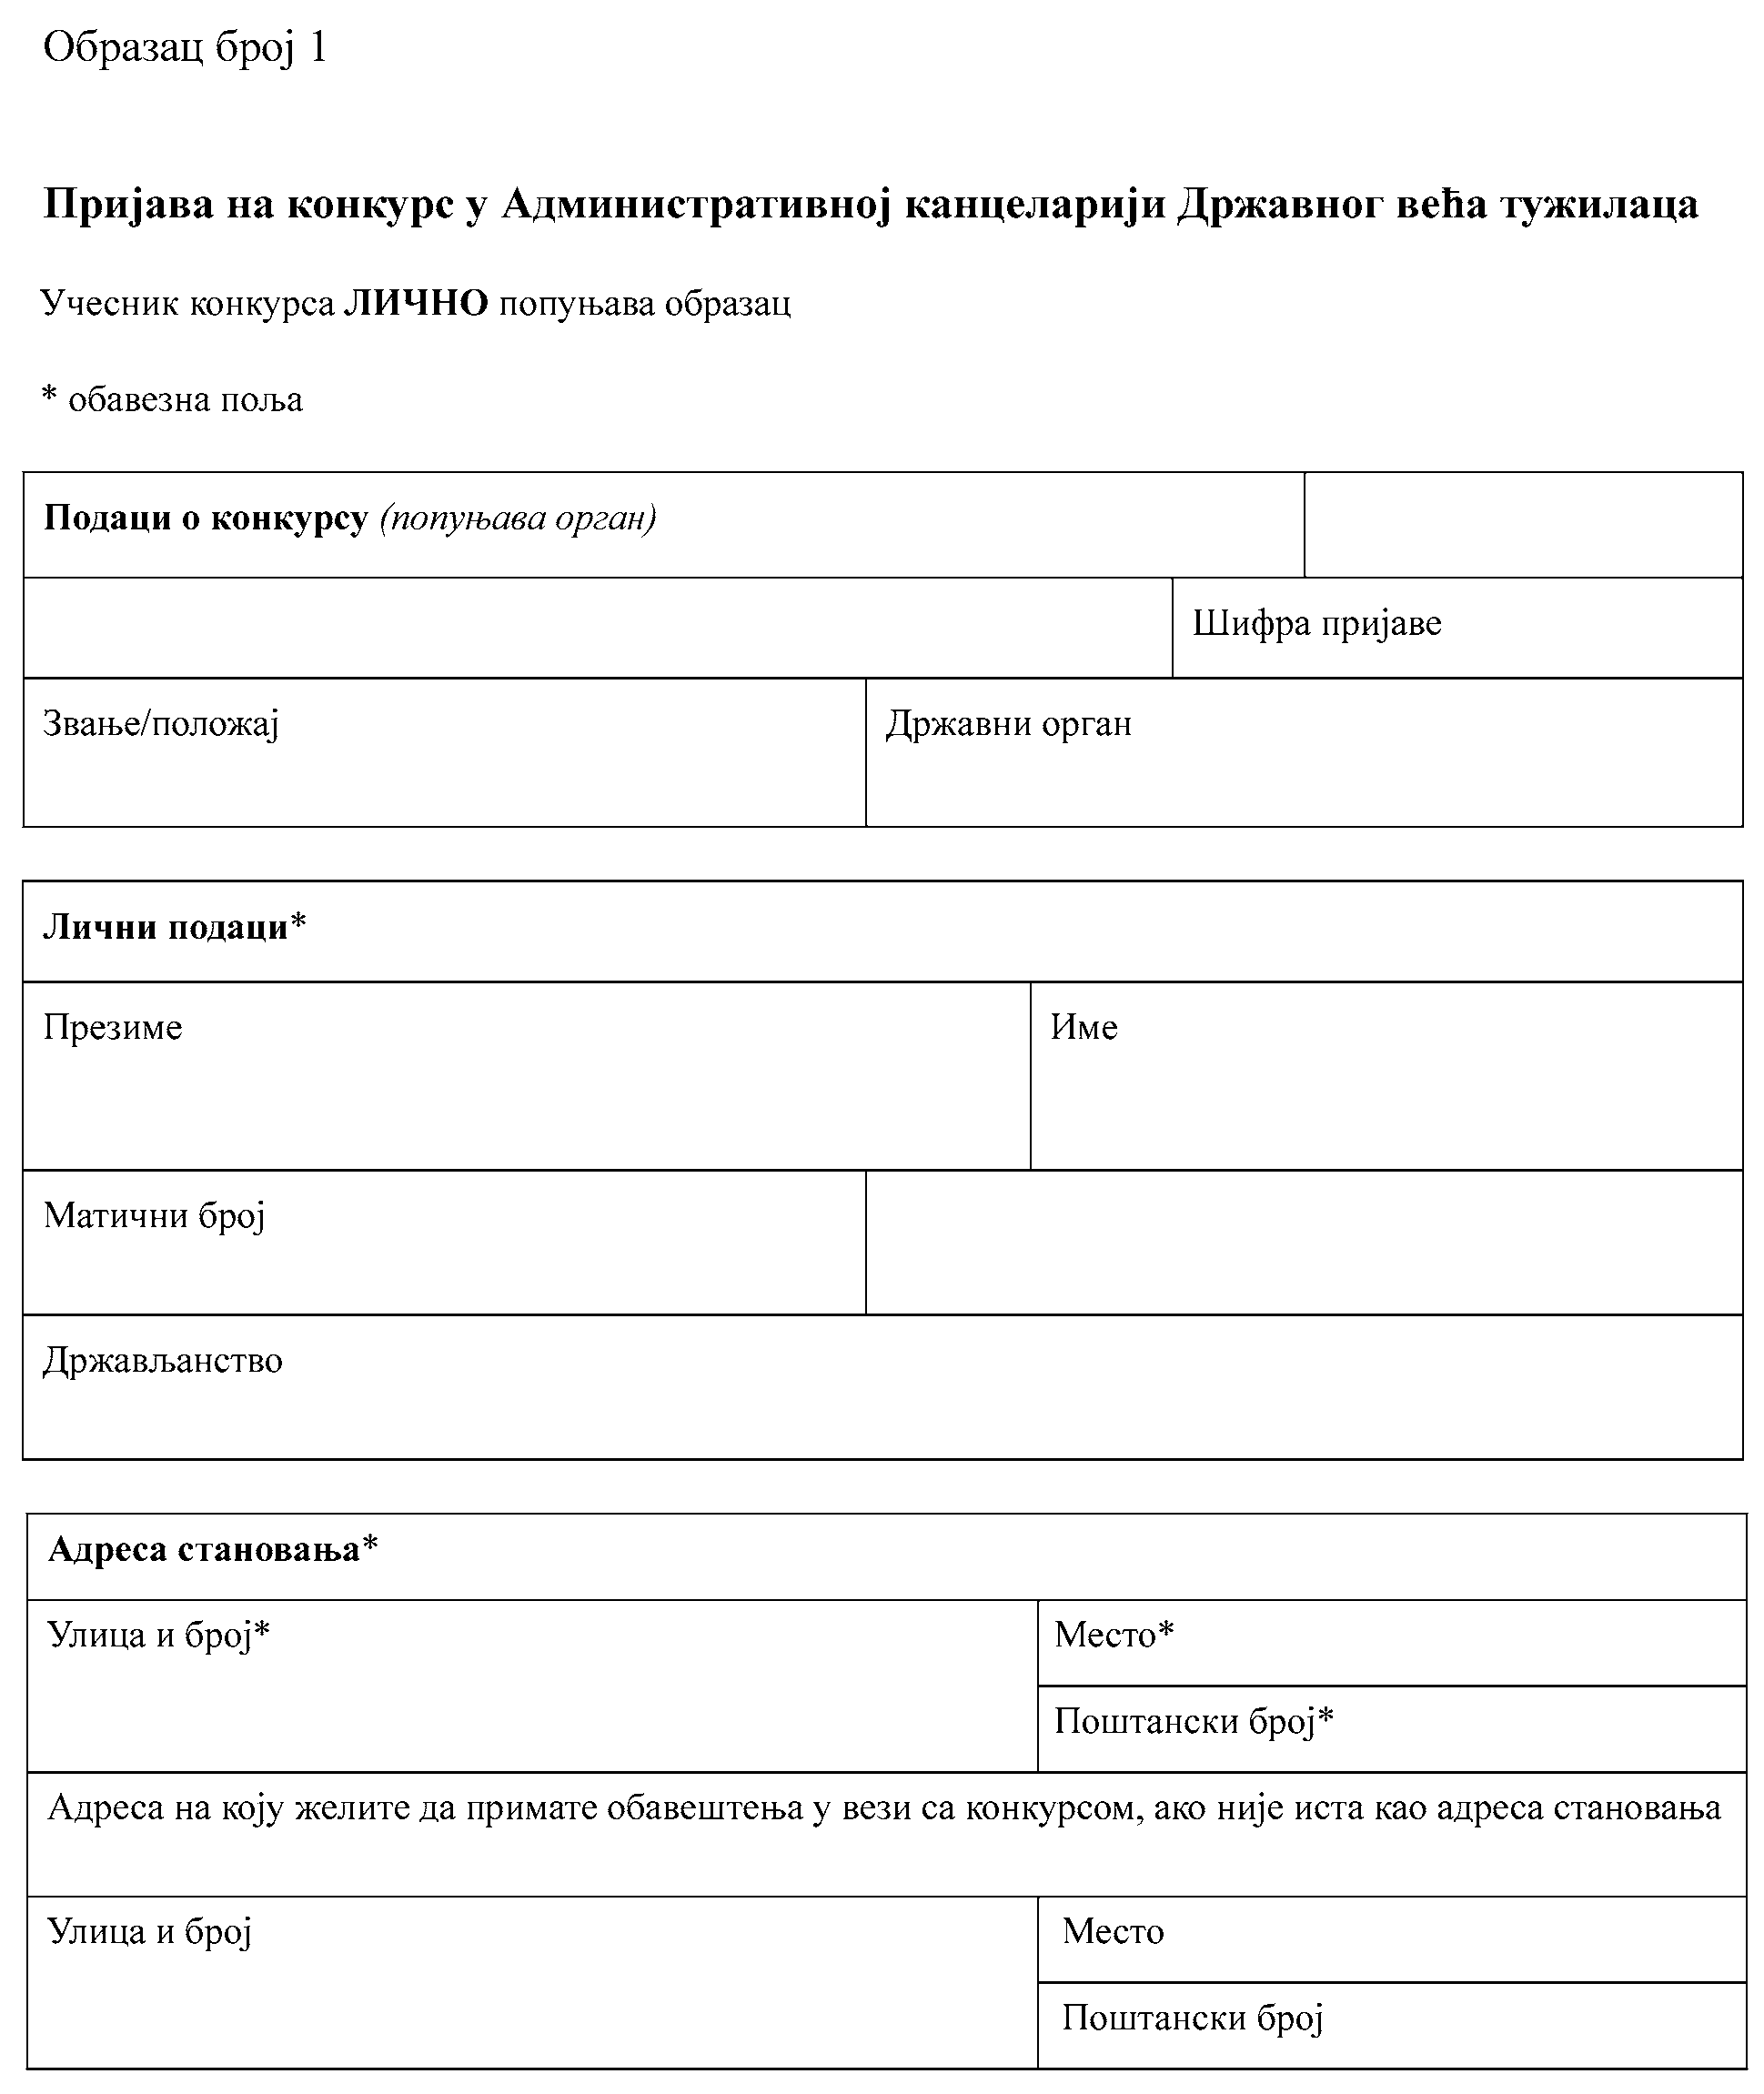 Образац број 1
Пријава на конкурс у Административној канцеларији Државног већа тужилаца
Учесник конкурса ЛИЧНО попуњава образац
* обавезна поља
Подаци о конкурсу (попуњава орган)
Шифра пријаве
Звање/положај
Државни орган
Лични подаци*
Презиме
Име
Матични број
Држављанство
Адреса становања*
Улица и број*
Место*
Поштански број*
Адреса на коју желите да примате обавештења у вези са конкурсом, ако није иста као адреса становања
Улица и број
Место
Поштански број